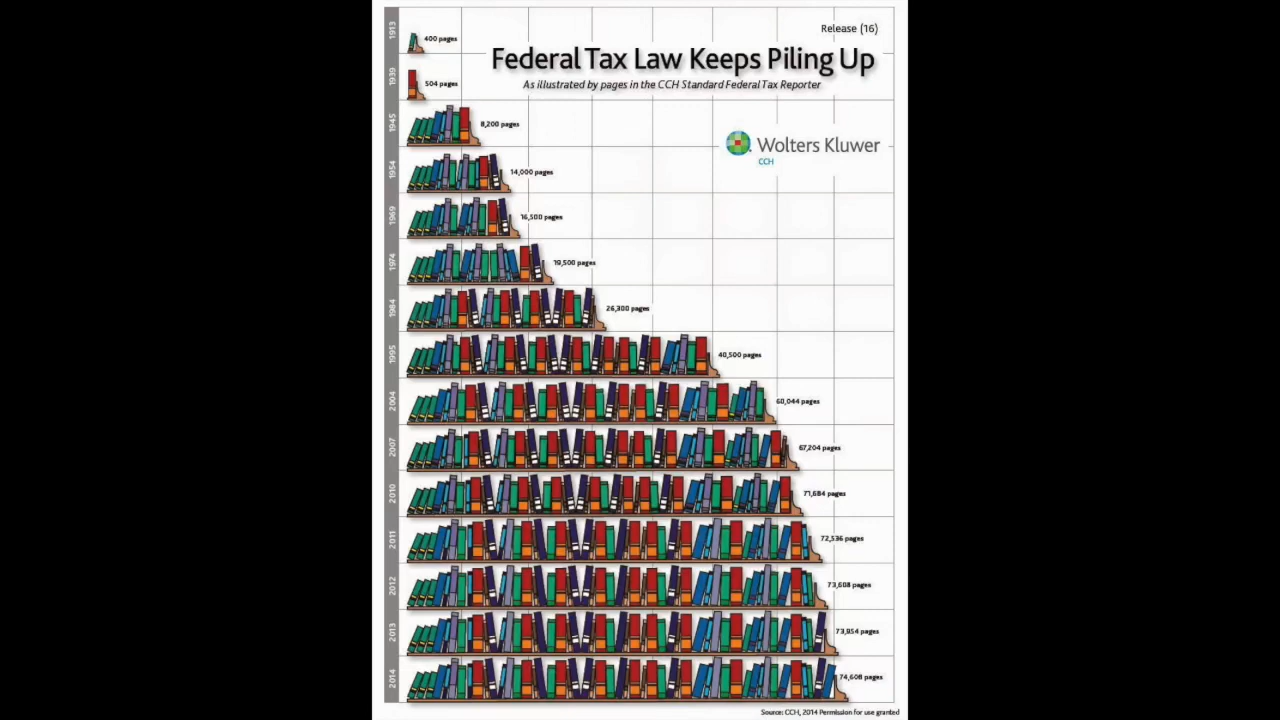 Release (16)
Federal Tax Law Keeps Piling Up
As illustrated by pages in the CCH Standard Federal Tax Reporter
Wolters Kluwer
CCH
1913
400 pages
1939
504 pages
1945
8,200 pages
1954
14,000 pages
1969
16,500 pages
1974
19,500 pages
1984
26,300 pages
1995
40,500 pages
2004
60,044 pages
2007
67,204 pages
2010
71,684 pages
2011
72,536 pages
2012
73,608 pages
2013
73,954 pages
2014
74,608 pages
Source: CCH, 2014 Permission for use granted